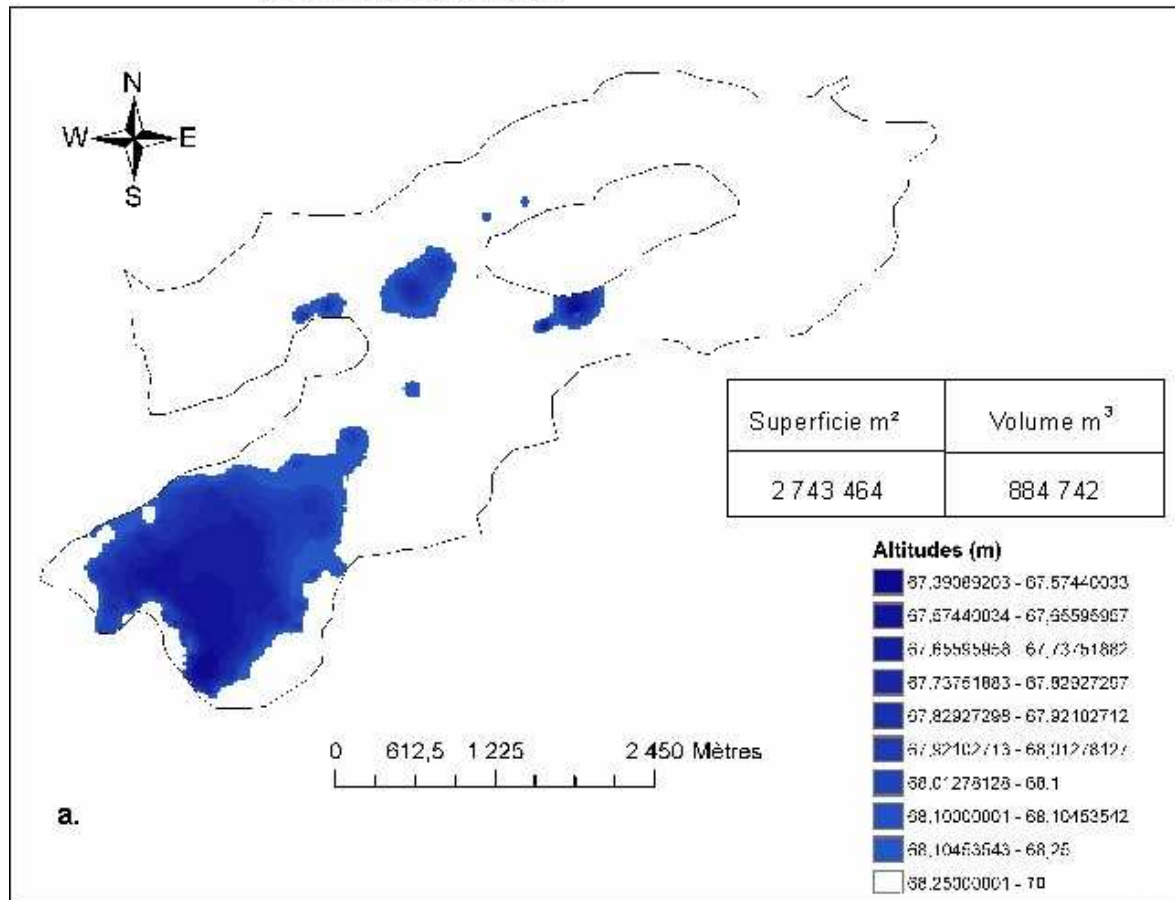 N
W E
S
Superficie m² Volume m³
2 743 464 884 742
Altitudes (m)
67,39089203 - 67,57440033
67,57440034 - 67,65595957
67,65595958 - 67,73751882
67,73751883 - 67,82927297
67,82927298 - 67,92102712
67,92102713 - 68,01278127
68,01278128 - 68,1
68,10000001 - 68,10453542
68,10453543 - 68,25
68,25000001 - 70
0 612,5 1 225 2 450 Mètres
a.